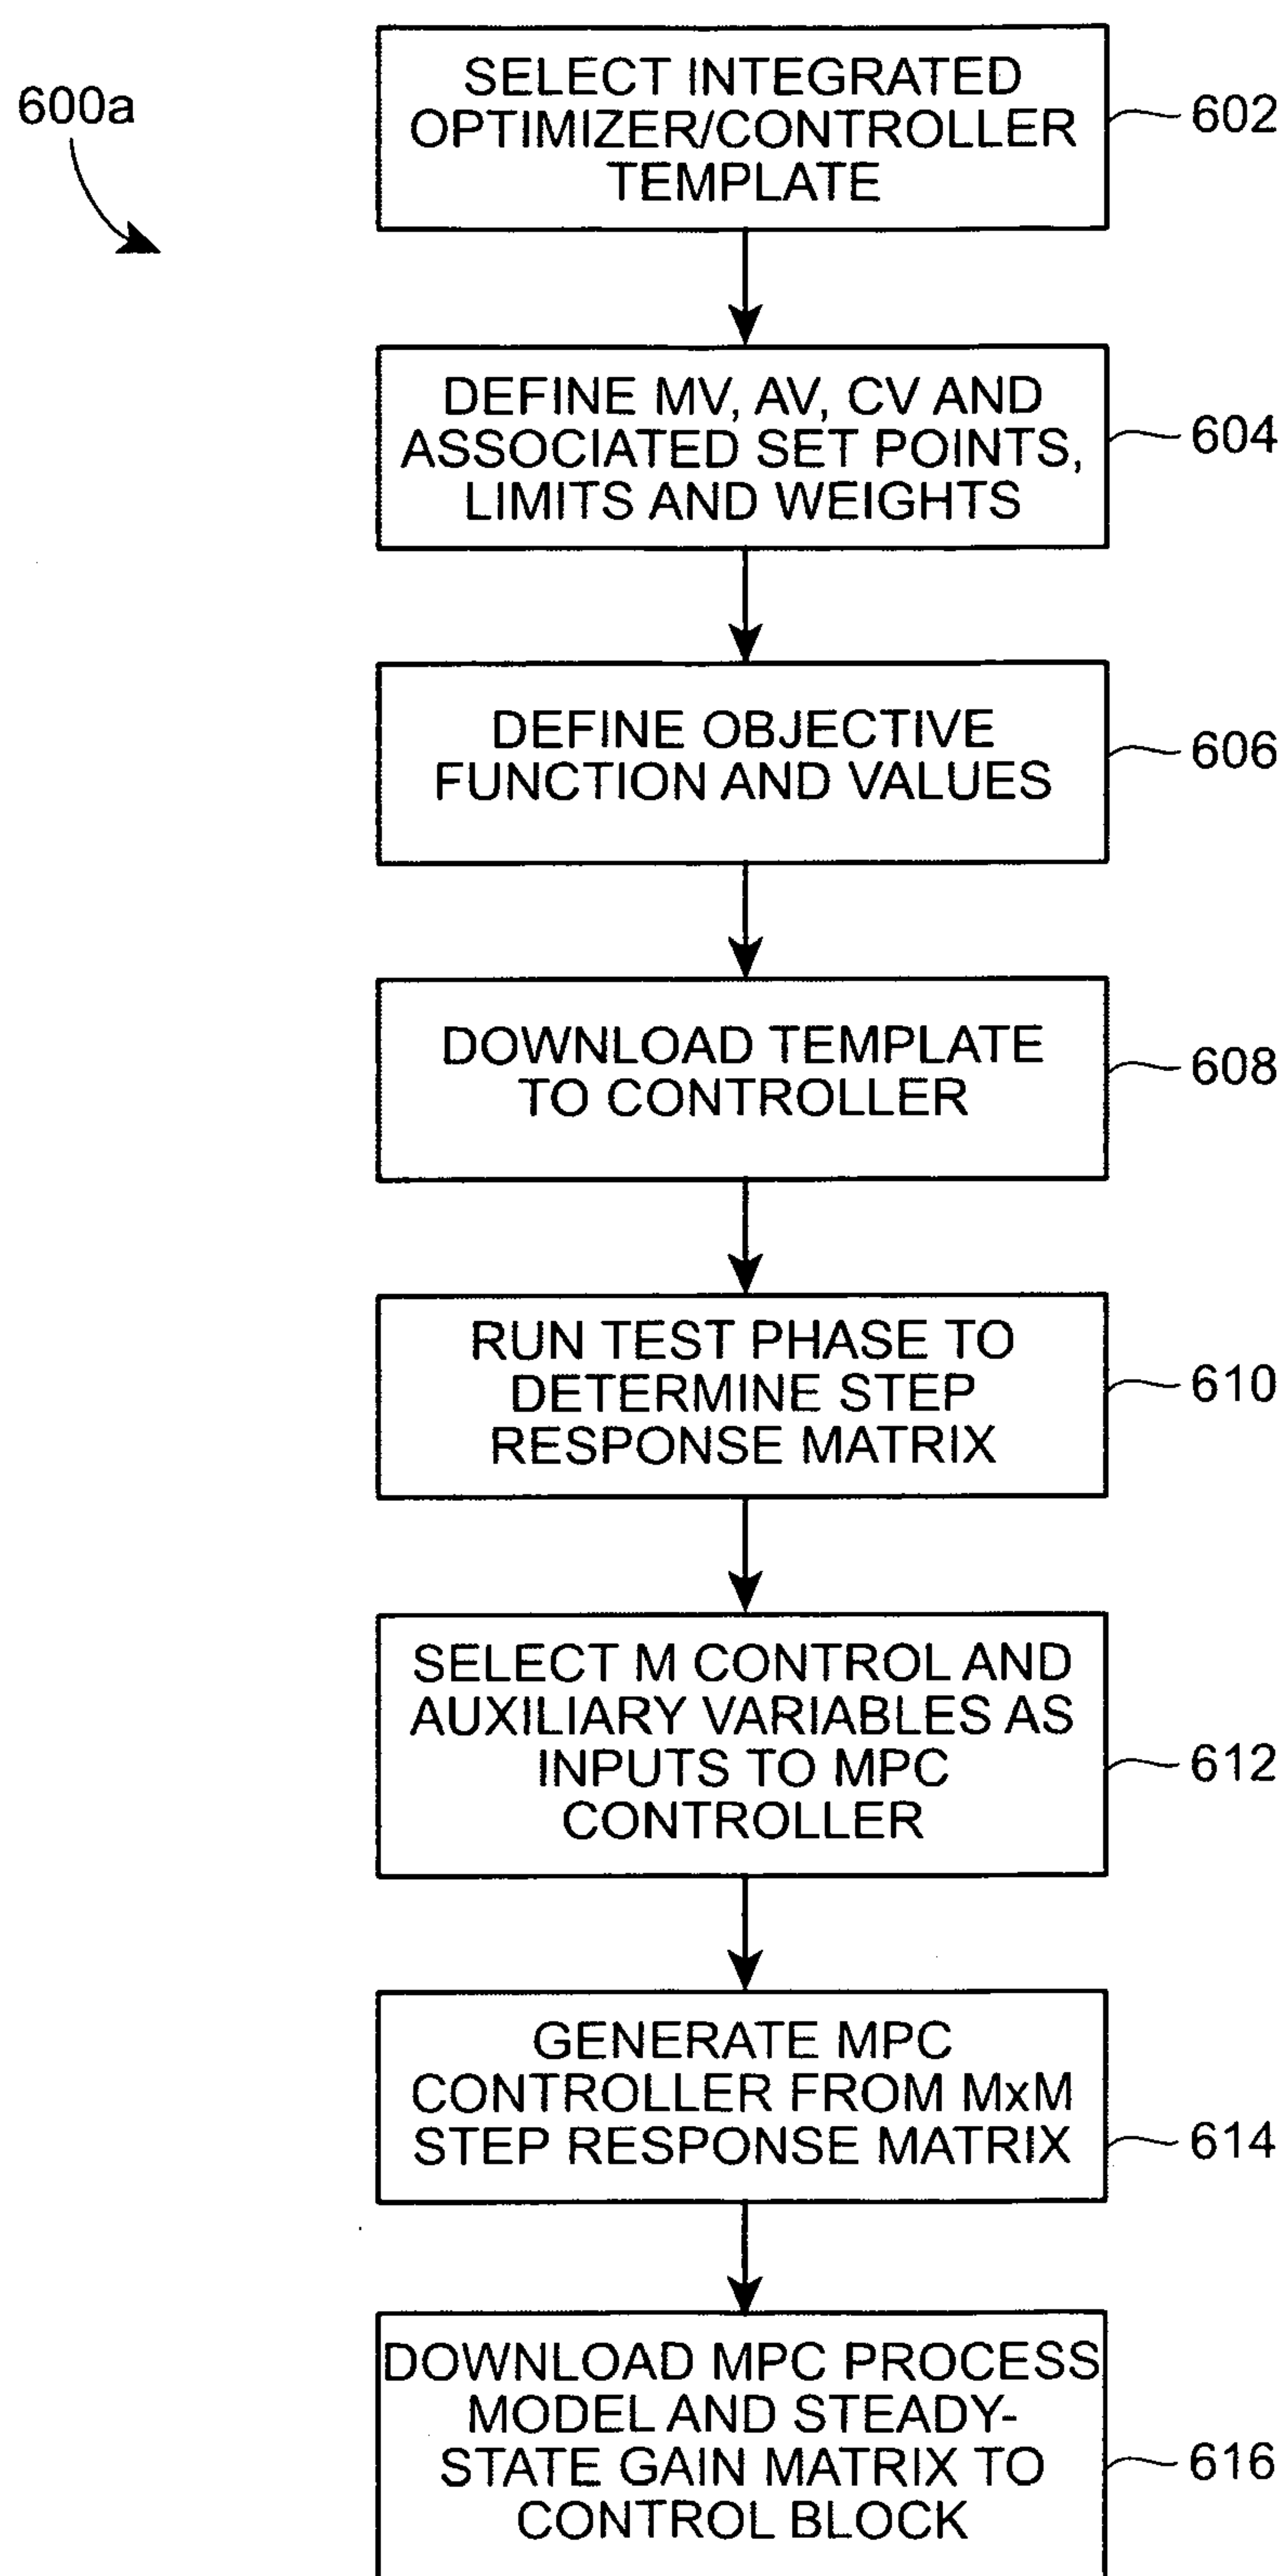 600a
SELECT INTEGRATED
OPTIMIZER/CONTROLLER
TEMPLATE
602
DEFINE MV, AV, CV AND
ASSOCIATED SET POINTS,
LIMITS AND WEIGHTS
604
DEFINE OBJECTIVE
FUNCTION AND VALUES
606
DOWNLOAD TEMPLATE
TO CONTROLLER
608
RUN TEST PHASE TO
DETERMINE STEP
RESPONSE MATRIX
610
SELECT M CONTROL AND
AUXILIARY VARIABLES AS
INPUTS TO MPC
CONTROLLER
612
GENERATE MPC
CONTROLLER FROM MxM
STEP RESPONSE MATRIX
614
DOWNLOAD MPC PROCESS
MODEL AND STEADY-
STATE GAIN MATRIX TO
CONTROL BLOCK
616